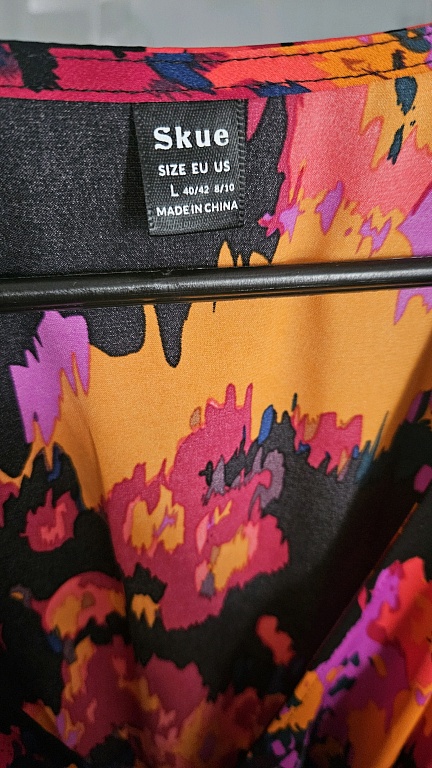 Skue
SIZE EU US
L 40/42 8/10
MADE IN CHINA